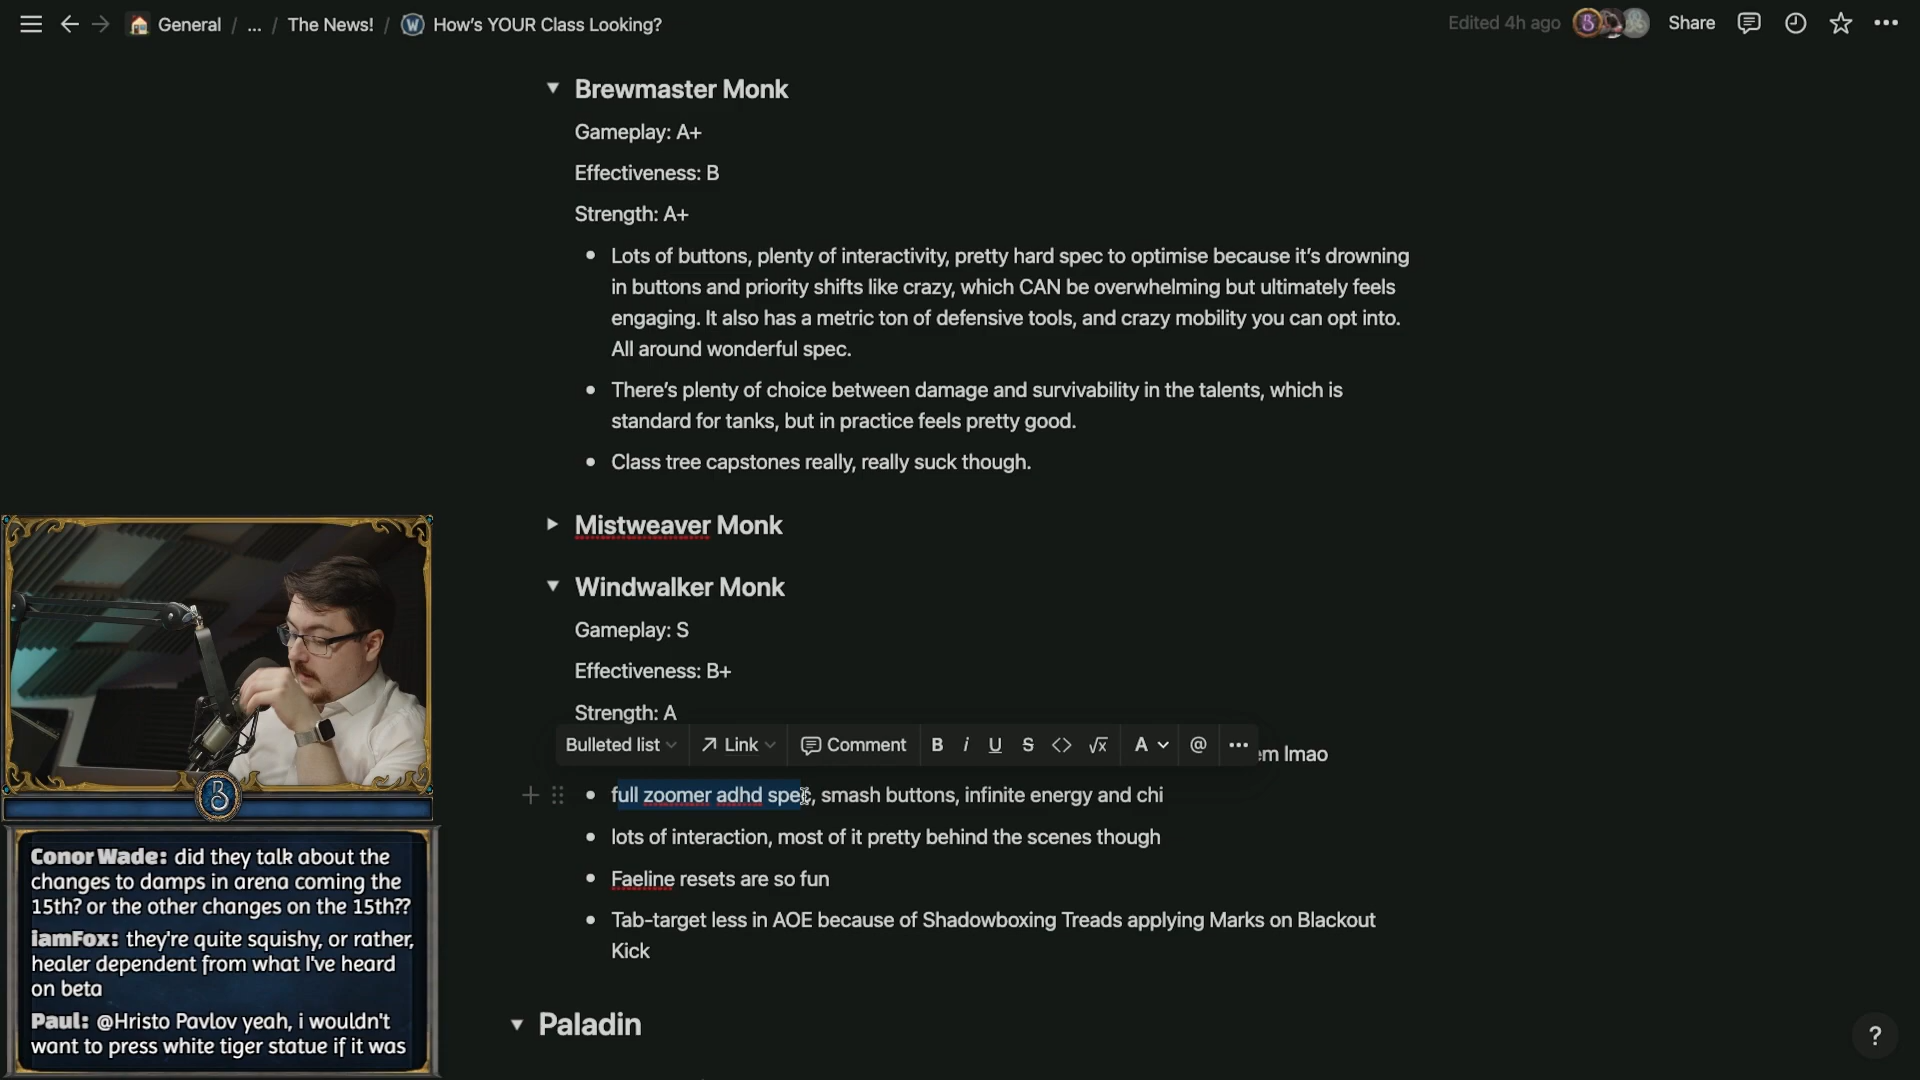 General / ... / The News! / How's YOUR Class Looking?
Edited 4h ago
Share
Brewmaster Monk
Gameplay: A+
Effectiveness: B
Strength: A+
Lots of buttons, plenty of interactivity, pretty hard spec to optimise because it's drowning
in buttons and priority shifts like crazy, which CAN be overwhelming but ultimately feels
engaging. It also has a metric ton of defensive tools, and crazy mobility you can opt into.
All around wonderful spec.
There's plenty of choice between damage and survivability in the talents, which is
standard for tanks, but in practice feels pretty good.
Class tree capstones really, really suck though.
Mistweaver Monk
Windwalker Monk
Gameplay: S
Effectiveness: B+
Strength: A
Bulleted list Link Comment B i U S <> √x A @ •••
em lmao
full zoomer adhd spec, smash buttons, infinite energy and chi
lots of interaction, most of it pretty behind the scenes though
Faeline resets are so fun
Tab-target less in AOE because of Shadowboxing Treads applying Marks on Blackout
Kick
Paladin
?
B
Conor Wade: did they talk about the
changes to damps in arena coming the
15th? or the other changes on the 15th??
iamFox: they're quite squishy, or rather,
healer dependent from what I've heard
on beta
Paul: @Hristo Pavlov yeah, i wouldn't
want to press white tiger statue if it was